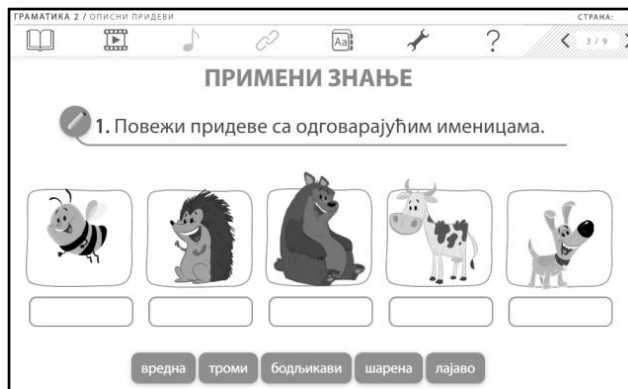 ГРАМАТИКА 2 / ОПИСНИ ПРИДЕВИ СТРАНА:
Aa ? 3 / 9
ПРИМЕНИ ЗНАЊЕ
1. Повежи придеве са одговарајућим именицама.
вредна троми бодљикави шарена лајаво